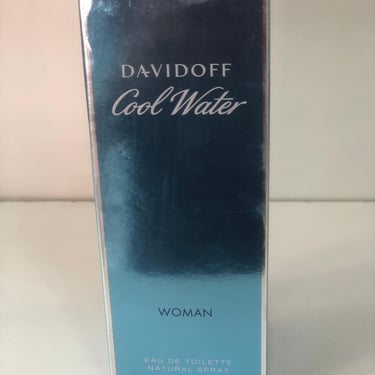 DAVIDOFF
Cool Water
WOMAN
EAU DE TOILETTE
NATURAL SPRAY